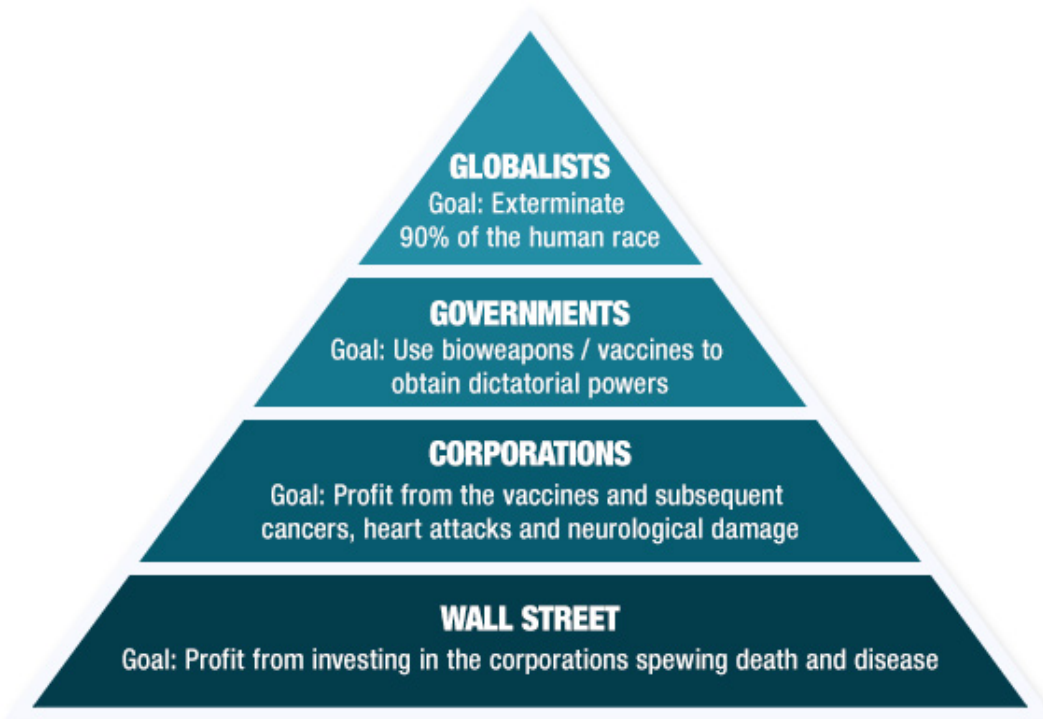 GLOBALISTS
Goal: Exterminate
90% of the human race
GOVERNMENTS
Goal: Use bioweapons / vaccines to
obtain dictatorial powers
CORPORATIONS
Goal: Profit from the vaccines and subsequent
cancers, heart attacks and neurological damage
WALL STREET
Goal: Profit from investing in the corporations spewing death and disease